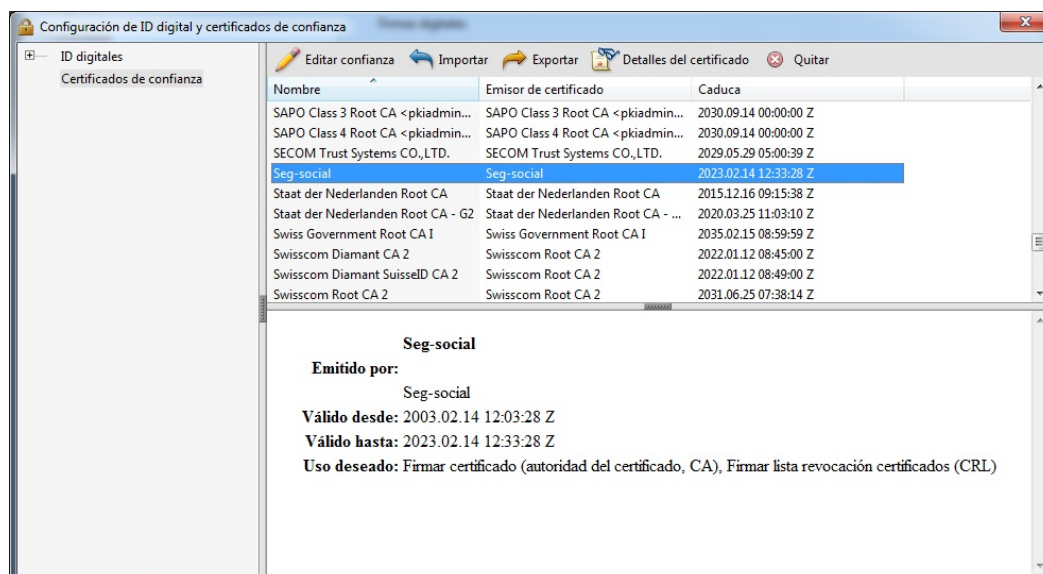 Configuración de ID digital y certificados de confianza
ID digitales
Certificados de confianza
Editar confianza Importar Exportar Detalles del certificado Quitar
Nombre Emisor de certificado Caduca
SAPO Class 3 Root CA <pkiadmin... SAPO Class 3 Root CA <pkiadmin... 2030.09.14 00:00:00 Z
SAPO Class 4 Root CA <pkiadmin... SAPO Class 4 Root CA <pkiadmin... 2030.09.14 00:00:00 Z
SECOM Trust Systems CO.,LTD. SECOM Trust Systems CO.,LTD. 2029.05.29 05:00:39 Z
Seg-social Seg-social 2023.02.14 12:33:28 Z
Staat der Nederlanden Root CA Staat der Nederlanden Root CA 2015.12.16 09:15:38 Z
Staat der Nederlanden Root CA - G2 Staat der Nederlanden Root CA - ... 2020.03.25 11:03:10 Z
Swiss Government Root CA I Swiss Government Root CA I 2035.02.15 08:59:59 Z
Swisscom Diamant CA 2 Swisscom Root CA 2 2022.01.12 08:45:00 Z
Swisscom Diamant SuisseID CA 2 Swisscom Root CA 2 2022.01.12 08:49:00 Z
Swisscom Root CA 2 Swisscom Root CA 2 2031.06.25 07:38:14 Z
Seg-social
Emitido por:
Seg-social
Válido desde: 2003.02.14 12:03:28 Z
Válido hasta: 2023.02.14 12:33:28 Z
Uso deseado: Firmar certificado (autoridad del certificado, CA), Firmar lista revocación certificados (CRL)